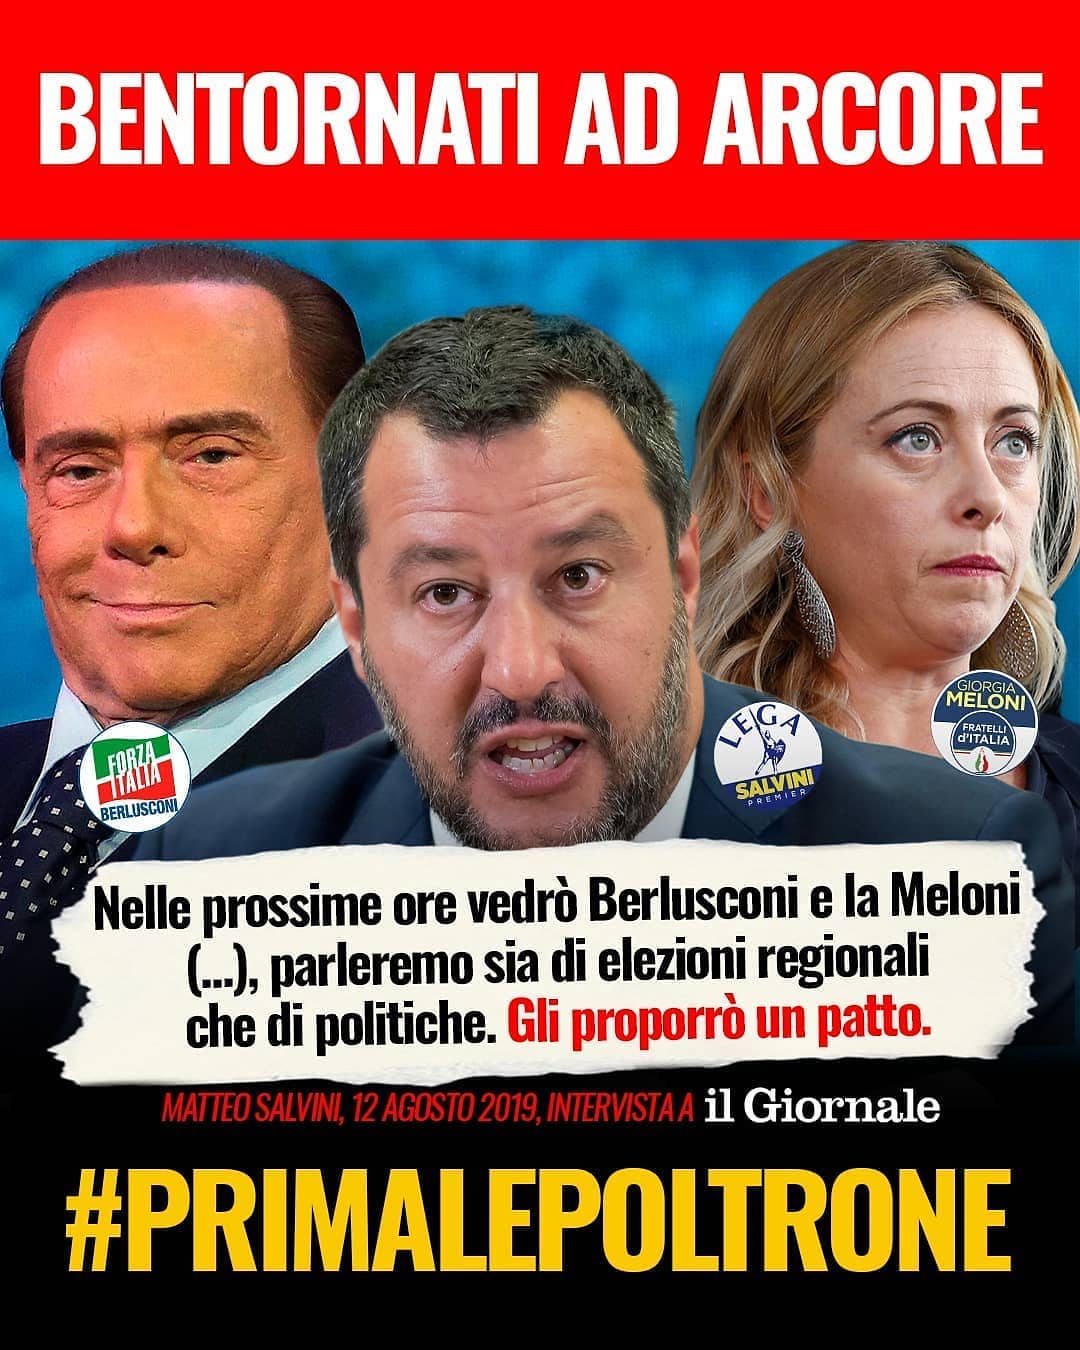 BENTORNATI AD ARCORE
FORZA
ITALIA
BERLUSCONI
LEGA
SALVINI
PREMIER
GIORGIA
MELONI
FRATELLI
d'ITALIA
Nelle prossime ore vedrò Berlusconi e la Meloni
(...), parleremo sia di elezioni regionali
che di politiche. Gli proporrò un patto.
MATTEO SALVINI, 12 AGOSTO 2019, INTERVISTA A il Giornale
#PRIMALEPOLTRONE